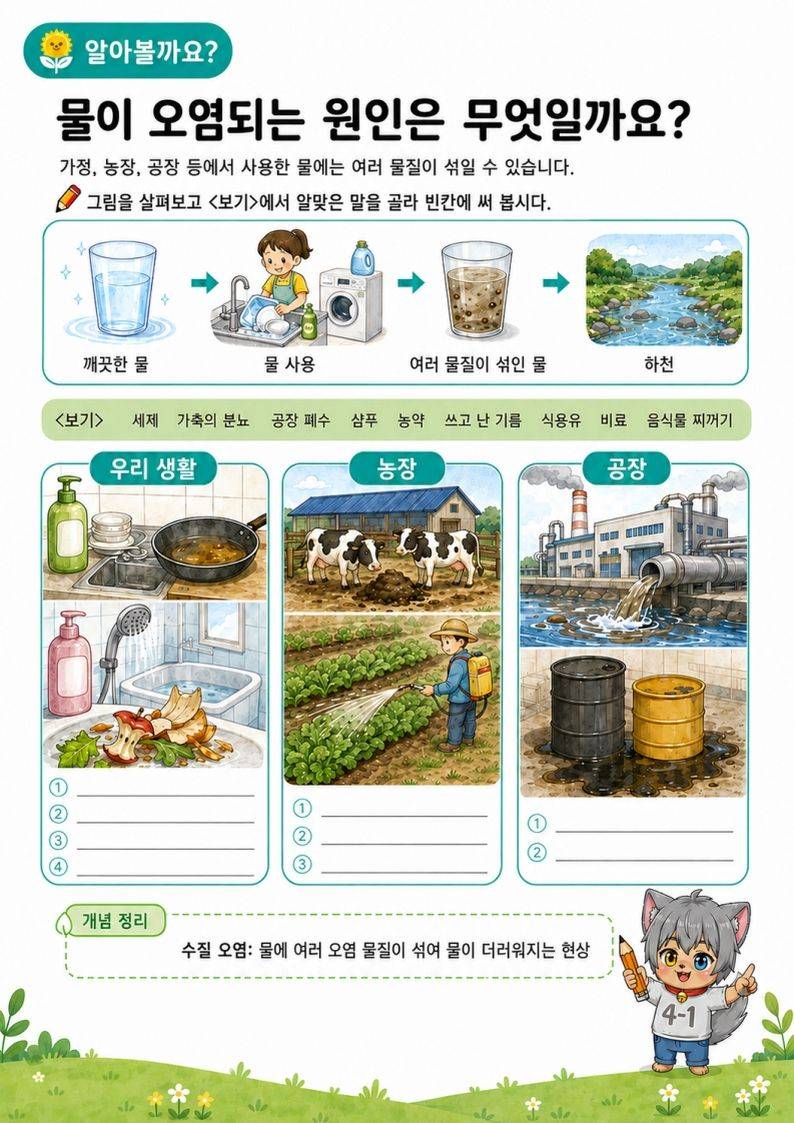 알아볼까요?
물이 오염되는 원인은 무엇일까요?
가정, 농장, 공장 등에서 사용한 물에는 여러 물질이 섞일 수 있습니다.
그림을 살펴보고 <보기>에서 알맞은 말을 골라 빈칸에 써 봅시다.
깨끗한 물
물 사용
여러 물질이 섞인 물
하천
<보기> 세제 가축의 분뇨 공장 폐수 샴푸 농약 쓰고 난 기름 식용유 비료 음식물 찌꺼기
우리 생활
①
②
③
④
농장
①
②
③
공장
①
②
개념 정리
수질 오염: 물에 여러 오염 물질이 섞여 물이 더러워지는 현상
4-1